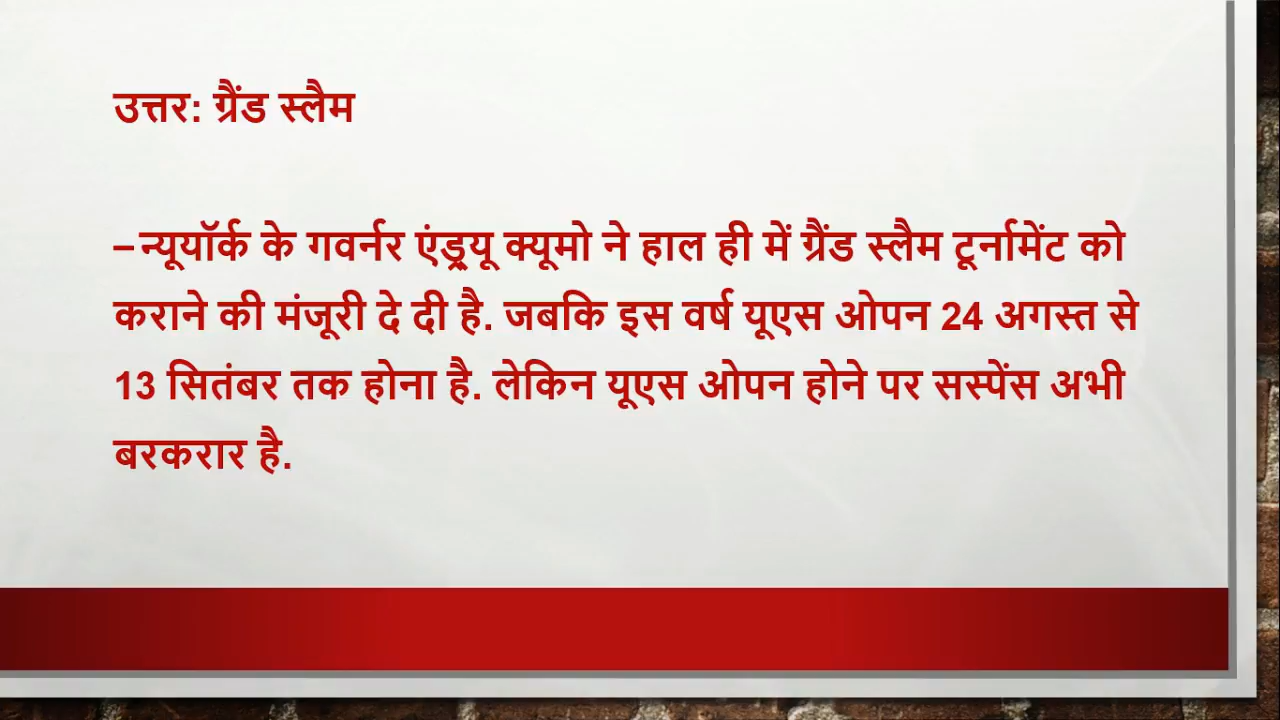 उत्तर: ग्रैंड स्लैम
–न्यूयॉर्क के गवर्नर एंड्र्यू क्यूमो ने हाल ही में ग्रैंड स्लैम टूर्नामेंट को
कराने की मंजूरी दे दी है. जबकि इस वर्ष यूएस ओपन 24 अगस्त से
13 सितंबर तक होना है. लेकिन यूएस ओपन होने पर सस्पेंस अभी
बरकरार है.